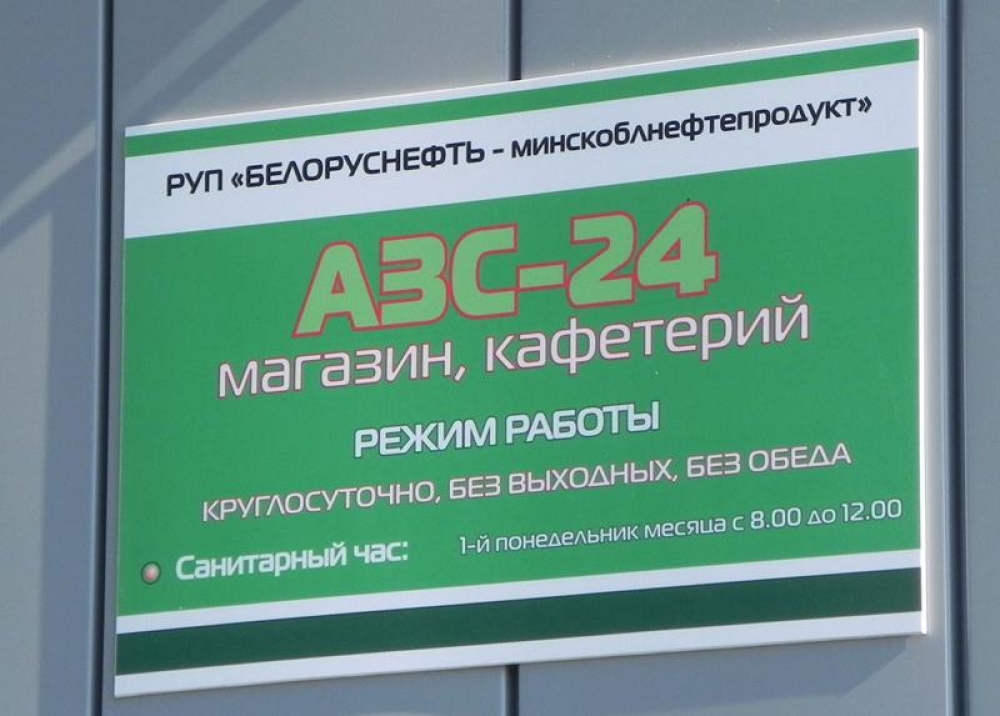 РУП «БЕЛОРУСНЕФТЬ - минскоблнефтепродукт»
АЗС-24
магазин, кафетерий
РЕЖИМ РАБОТЫ
КРУГЛОСУТОЧНО, БЕЗ ВЫХОДНЫХ, БЕЗ ОБЕДА
Санитарный час: 1-й понедельник месяца с 8.00 до 12.00